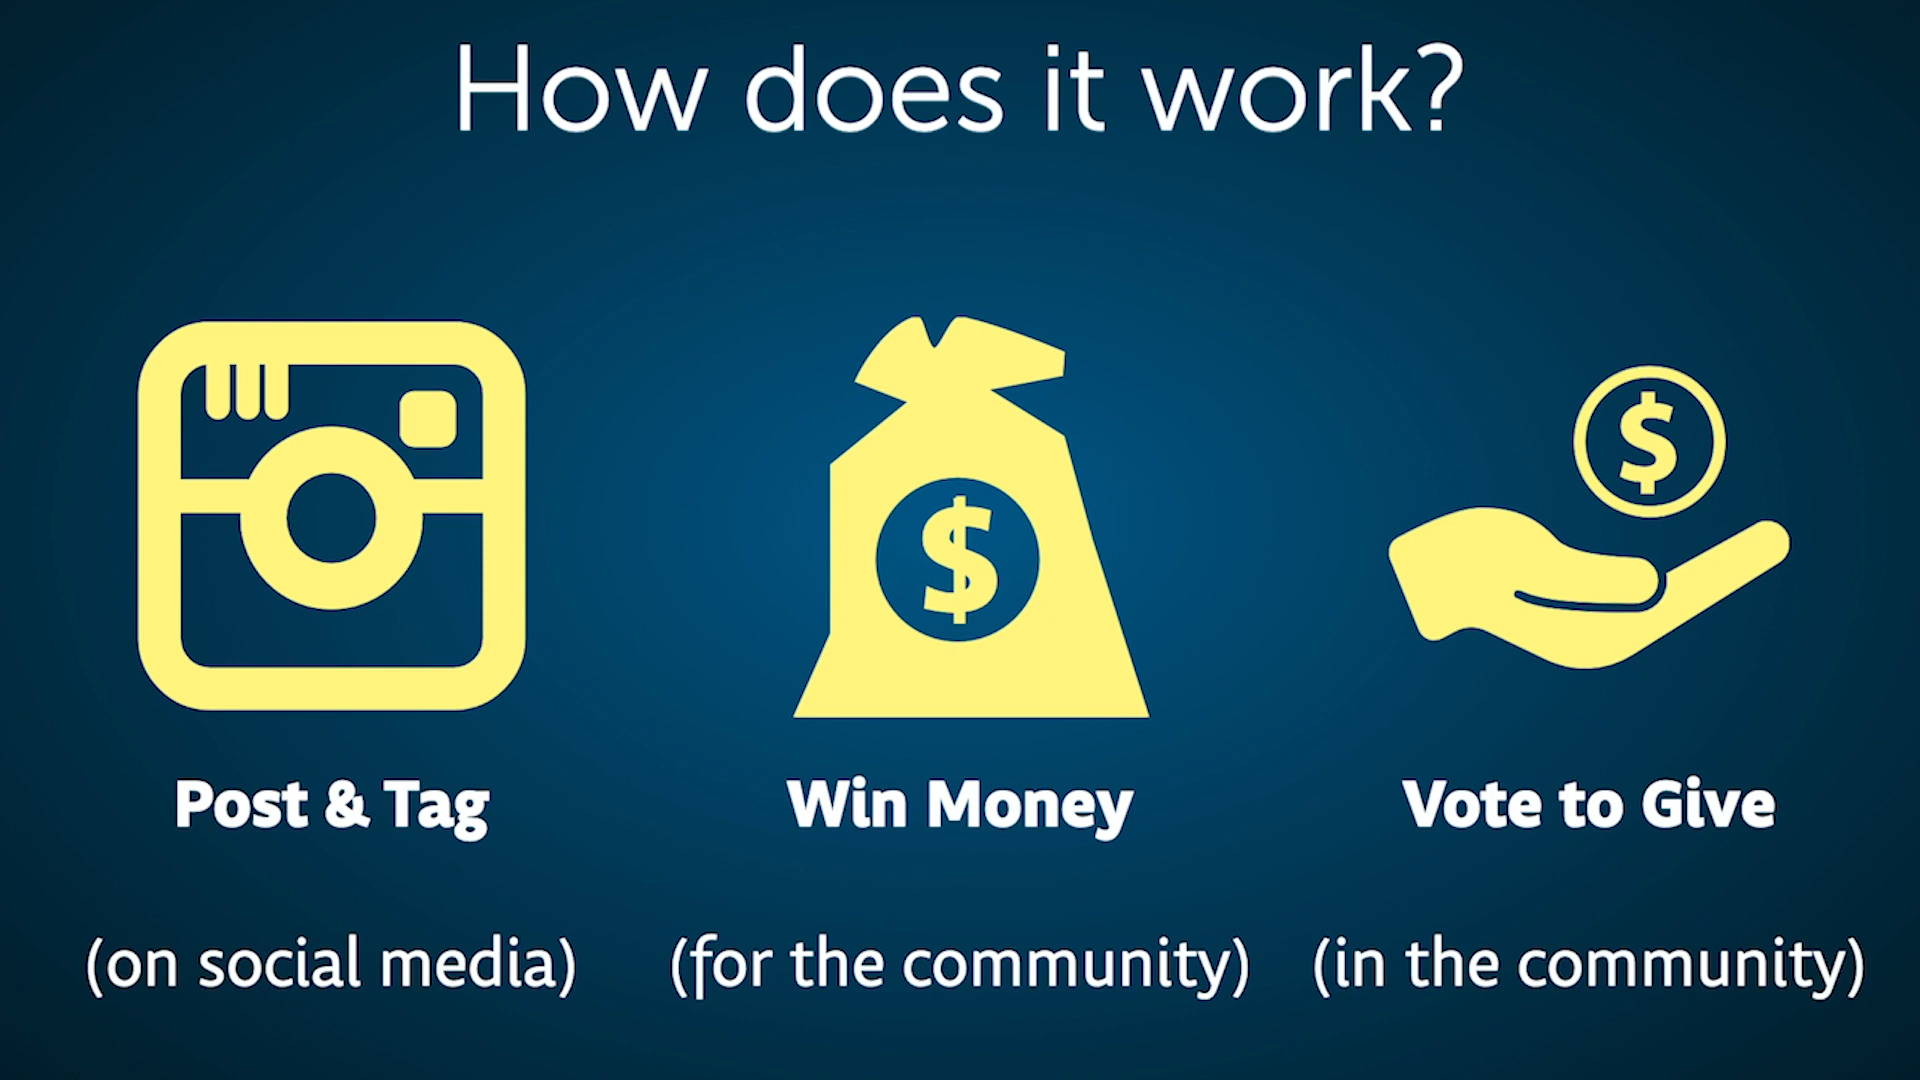 How does it work?
$
$
Post & Tag
Win Money
Vote to Give
(on social media)
(for the community)
(in the community)